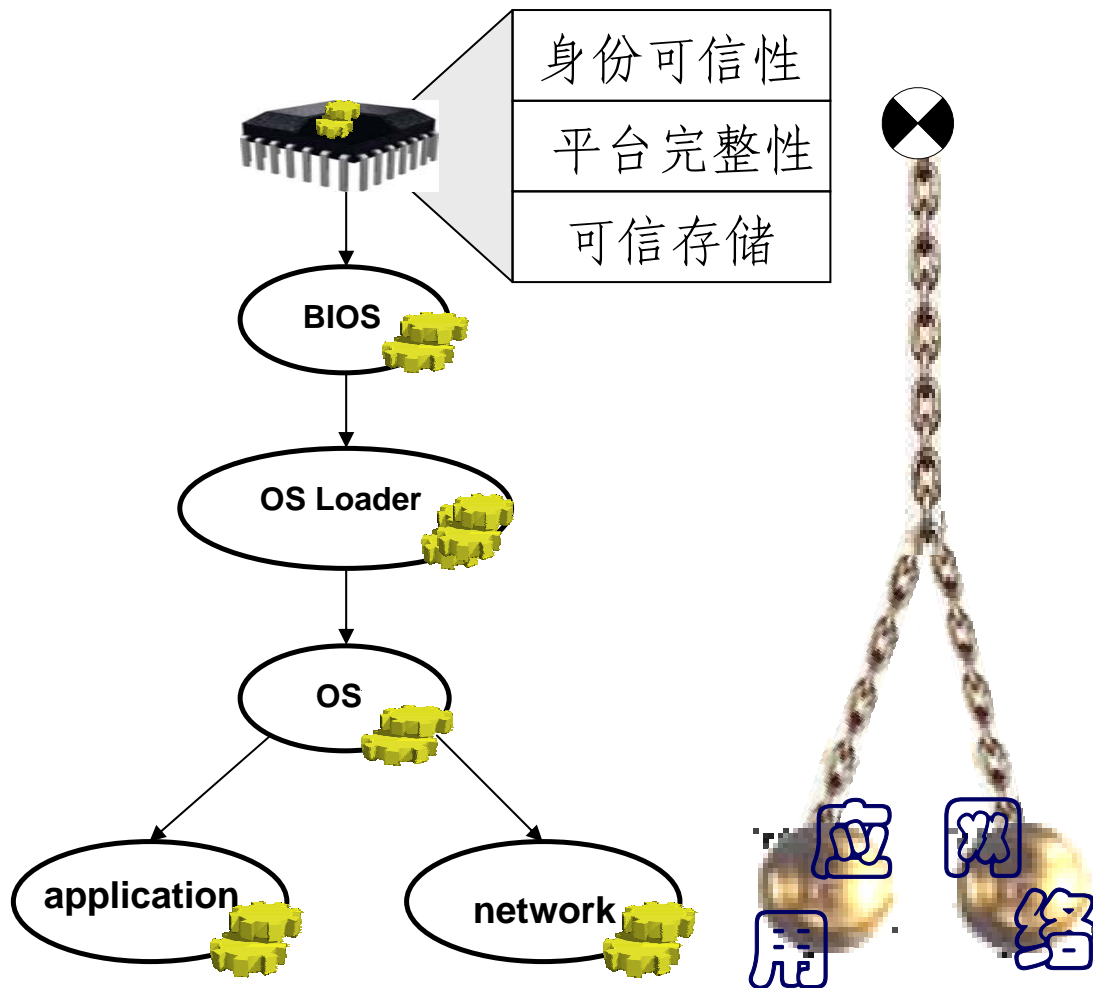 身份可信性
平台完整性
可信存储
BIOS
OS Loader
OS
application
network
应用
网络